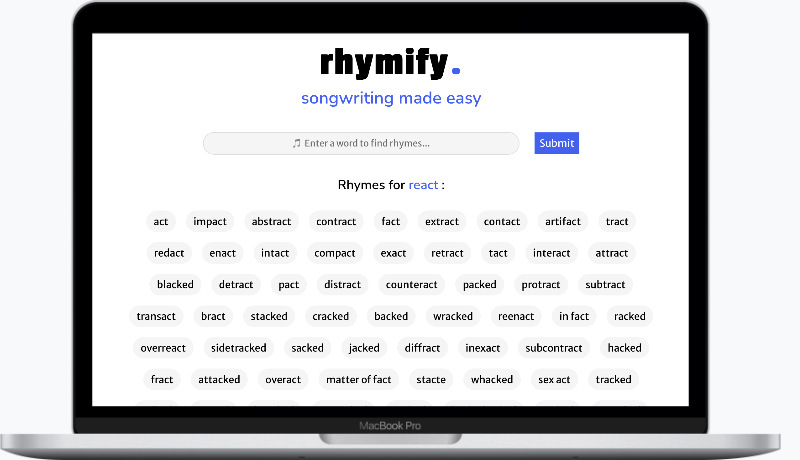 rhymify.
songwriting made easy
🎵 Enter a word to find rhymes...
Submit
Rhymes for react :
act impact abstract contract fact extract contact artifact tract
redact enact intact compact exact retract tact interact attract
blacked detract pact distract counteract packed protract subtract
transact bract stacked cracked backed wracked reenact in fact racked
overreact sidetracked sacked jacked diffract inexact subcontract hacked
fract attacked overact matter of fact stacte whacked sex act tracked
MacBook Pro